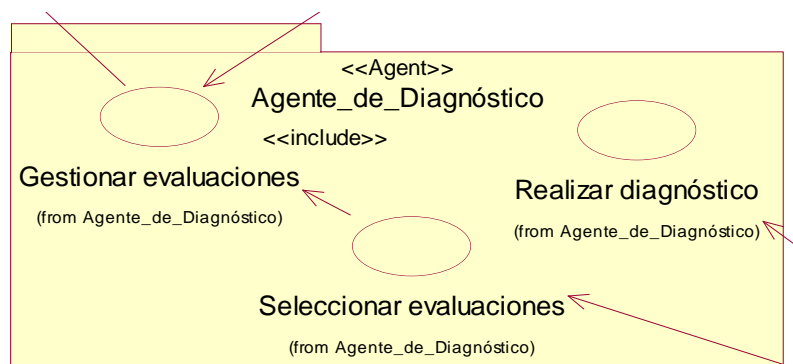 <<Agent>>
Agente_de_Diagnóstico
<<include>>
Gestionar evaluaciones
(from Agente_de_Diagnóstico)
Realizar diagnóstico
(from Agente_de_Diagnóstico)
Seleccionar evaluaciones
(from Agente_de_Diagnóstico)